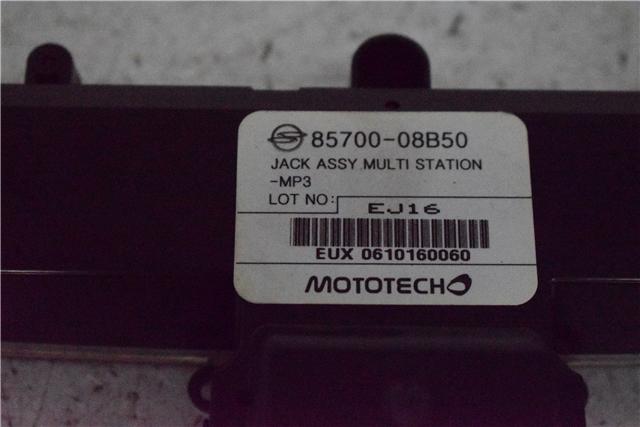 85700-08B50
JACK ASSY.MULTI STATION
-MP3
LOT NO: EJ16
EUX 0610160060
MOTOTECH